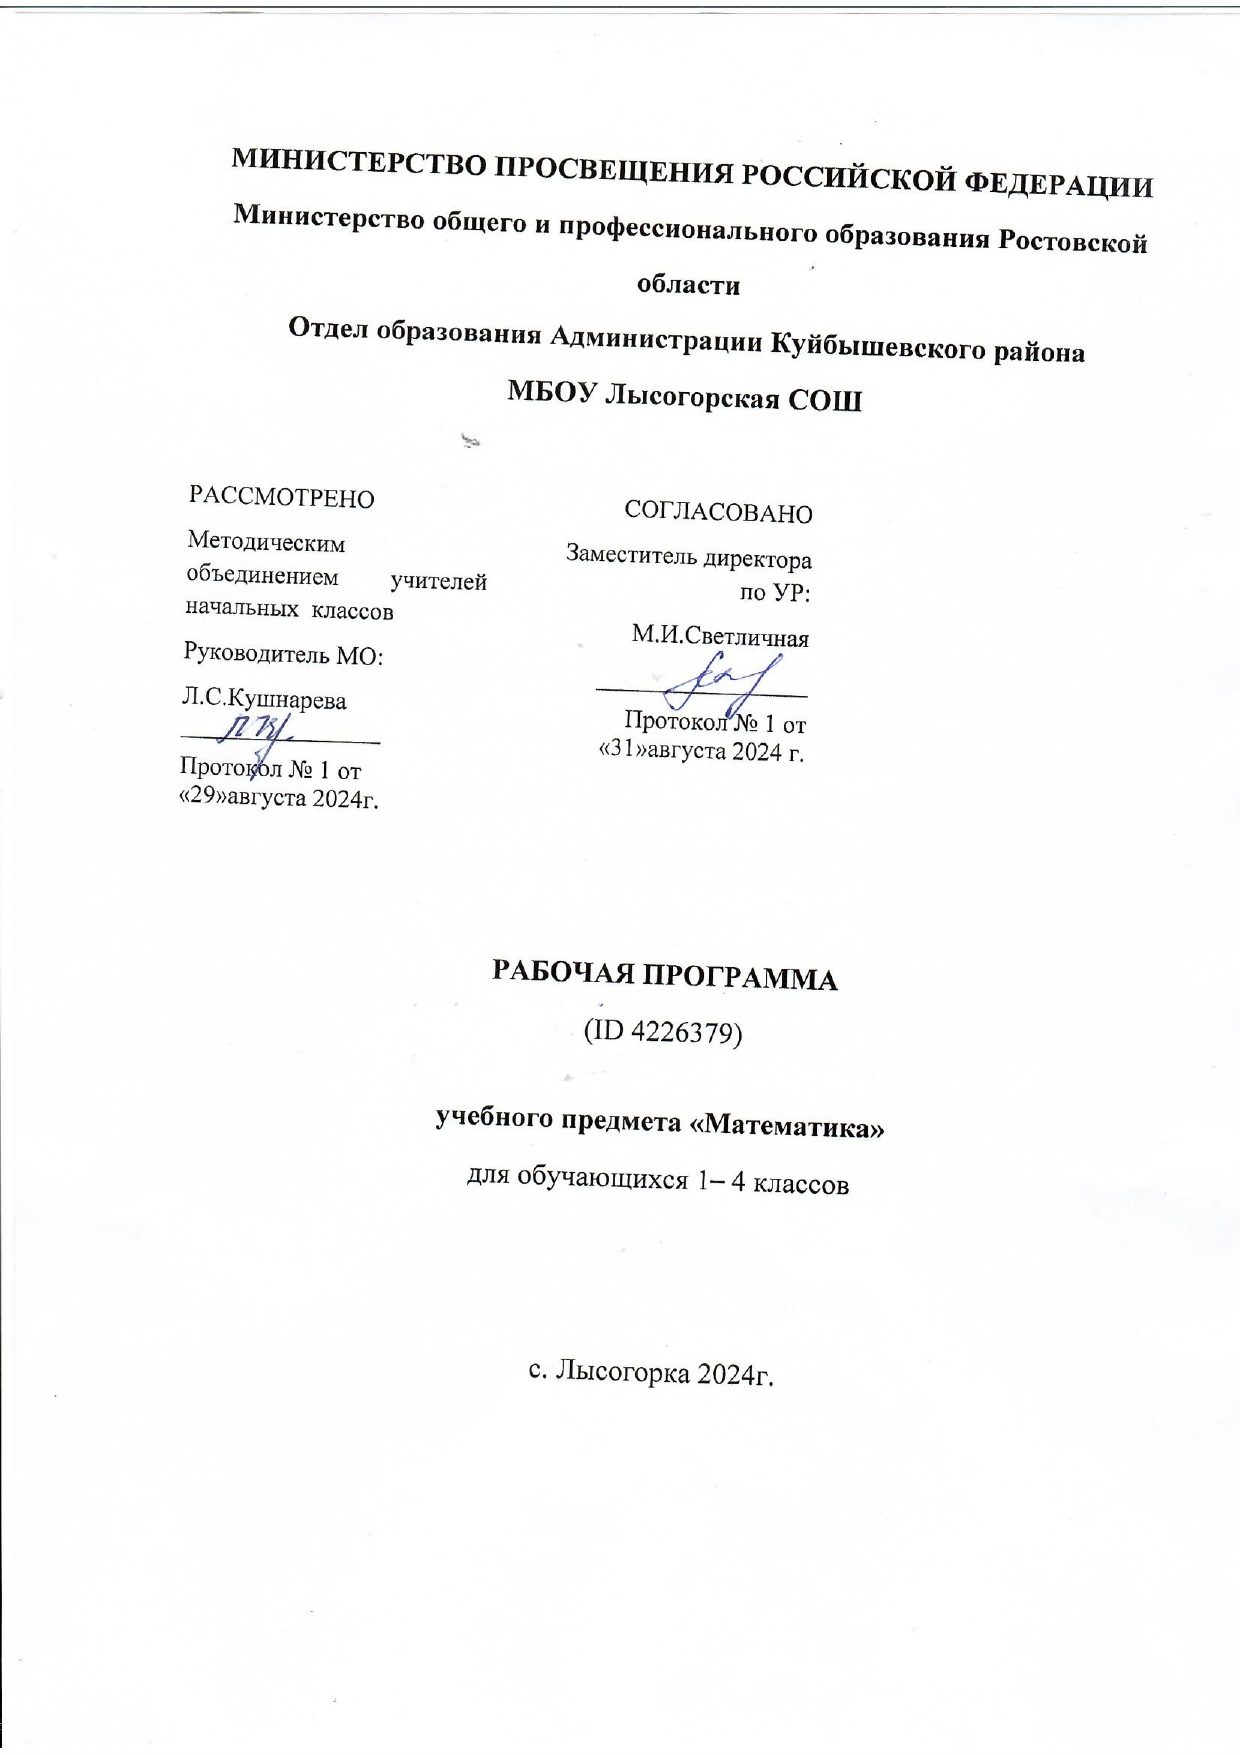 МИНИСТЕРСТВО ПРОСВЕЩЕНИЯ РОССИЙСКОЙ ФЕДЕРАЦИИ
Министерство общего и профессионального образования Ростовской
области
Отдел образования Администрации Куйбышевского района
МБОУ Лысогорская СОШ
РАССМОТРЕНО
Методическим
объединением учителей
начальных классов
Руководитель МО:
Л.С.Кушнарева
Протокол № 1 от
«29»августа 2024г.
СОГЛАСОВАНО
Заместитель директора
по УР:
М.И.Светличная
Протокол № 1 от
«31»августа 2024 г.
РАБОЧАЯ ПРОГРАММА
(ID 4226379)
учебного предмета «Математика»
для обучающихся 1– 4 классов
с. Лысогорка 2024г.